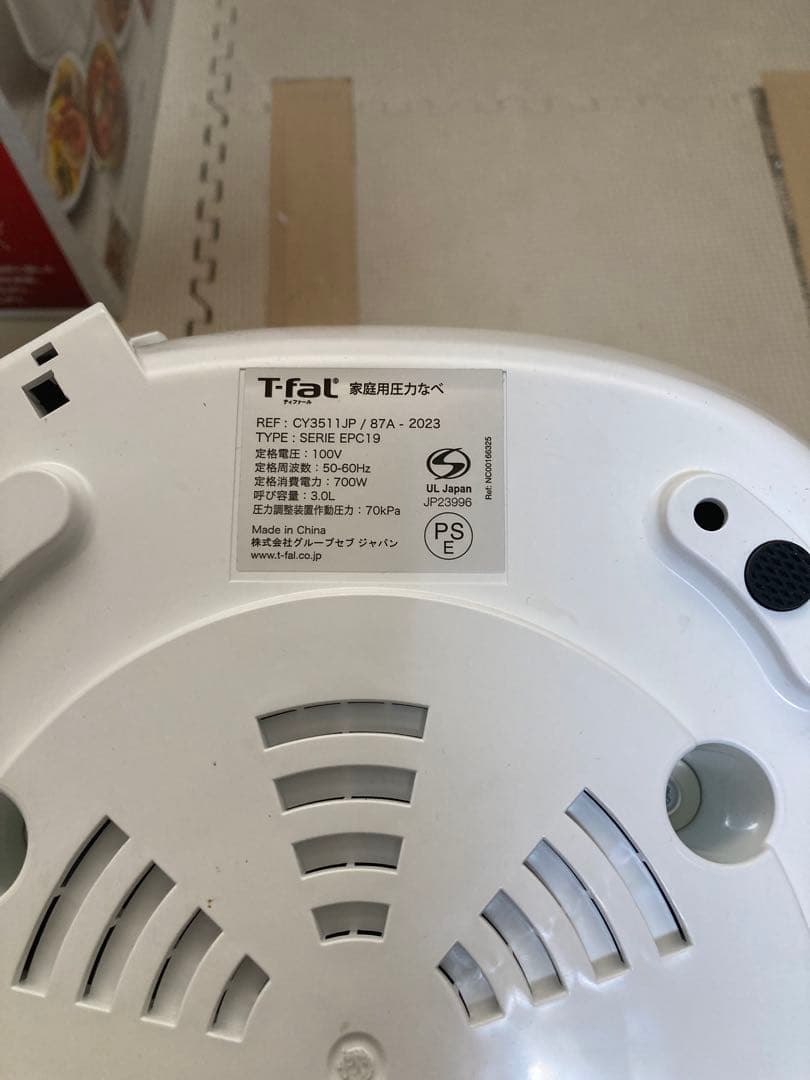 T-fal® 家庭用圧力なべ
ティファール
REF : CY3511JP / 87A - 2023
TYPE : SERIE EPC19
定格電圧 : 100V
定格周波数 : 50-60Hz
定格消費電力 : 700W
呼び容量 : 3.0L
圧力調整装置作動圧力 : 70kPa
Made in China
株式会社グループセブ ジャパン
www.t-fal.co.jp
S
UL Japan
JP23996
PS
E
Ref: NC00166325